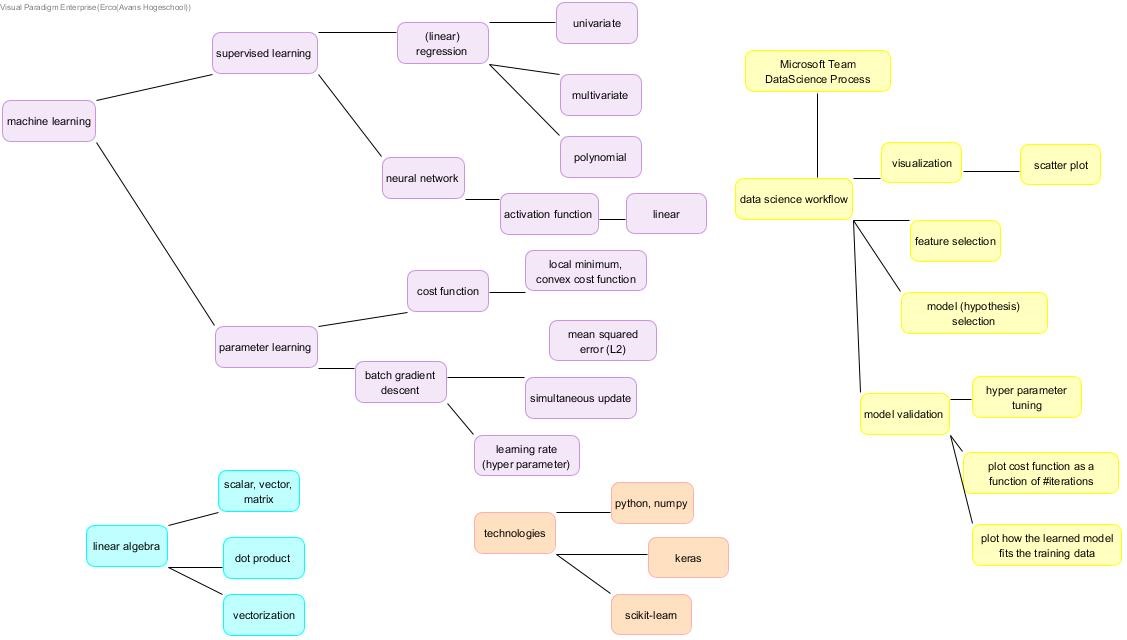 Visual Paradigm Enterprise(Erco(Avans Hogeschool))
machine learning
supervised learning
(linear)
regression
univariate
multivariate
polynomial
neural network
activation function
linear
parameter learning
cost function
local minimum,
convex cost function
mean squared
error (L2)
batch gradient
descent
simultaneous update
learning rate
(hyper parameter)
linear algebra
scalar, vector,
matrix
dot product
vectorization
technologies
python, numpy
keras
scikit-learn
Microsoft Team
DataScience Process
data science workflow
visualization
scatter plot
feature selection
model (hypothesis)
selection
model validation
hyper parameter
tuning
plot cost function as a
function of #iterations
plot how the learned model
fits the training data